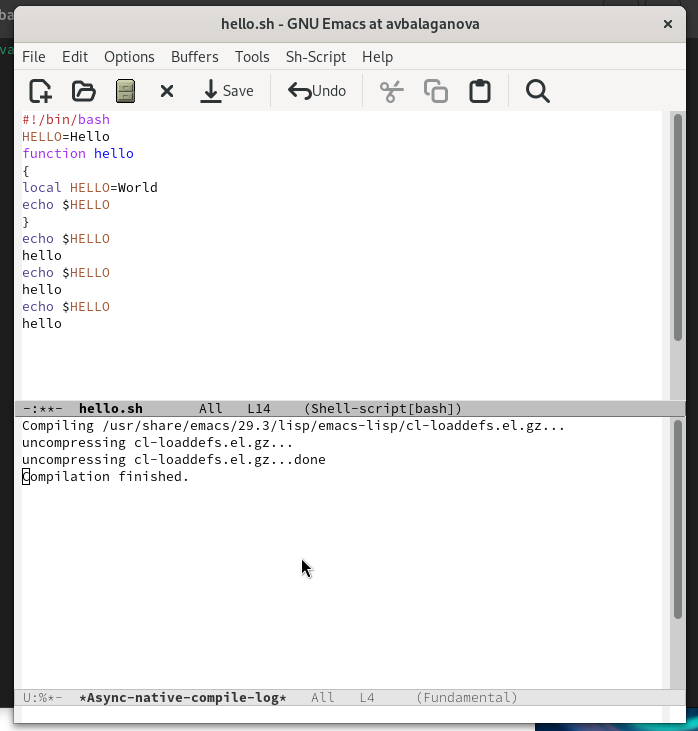 ba
hello.sh - GNU Emacs at avbalaganova
va
File Edit Options Buffers Tools Sh-Script Help
Save Undo
#!/bin/bash
HELLO=Hello
function hello
{
local HELLO=World
echo $HELLO
}
echo $HELLO
hello
echo $HELLO
hello
echo $HELLO
hello
-:**- hello.sh All L14 (Shell-script[bash])
Compiling /usr/share/emacs/29.3/lisp/emacs-lisp/cl-loaddefs.el.gz...
uncompressing cl-loaddefs.el.gz...
uncompressing cl-loaddefs.el.gz...done
Compilation finished.
U:%*- *Async-native-compile-log* All L4 (Fundamental)